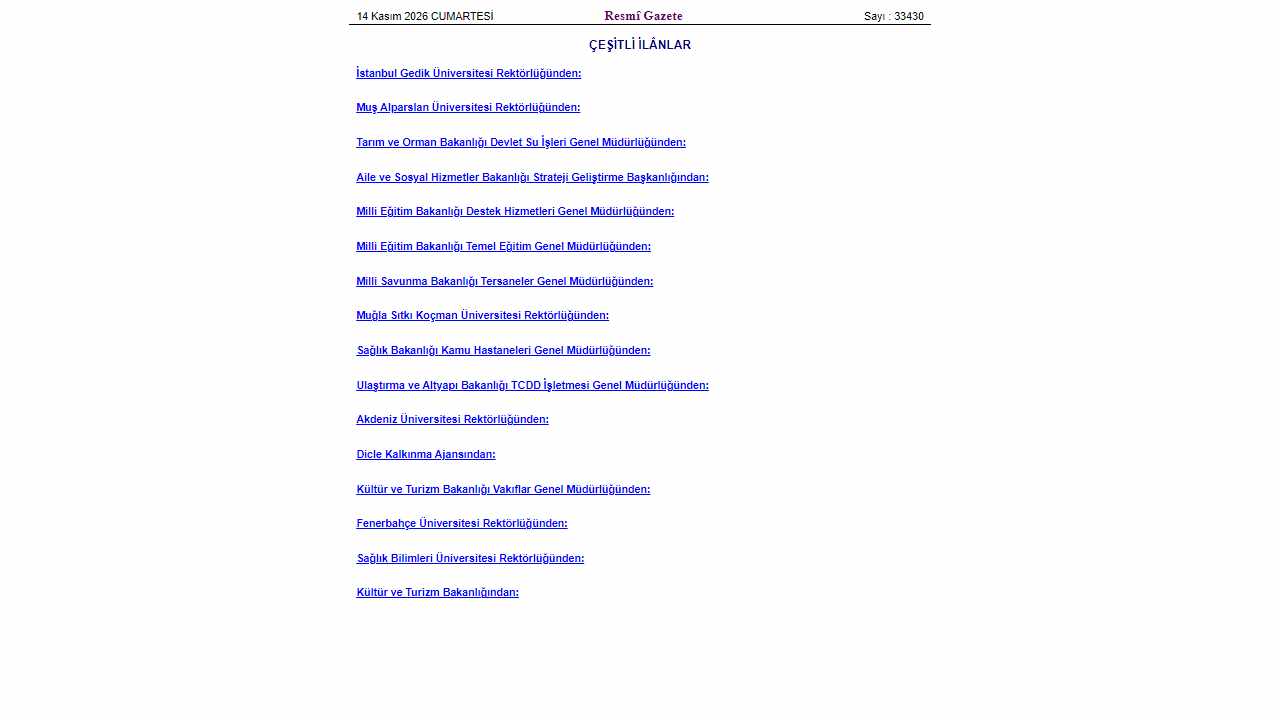 14 Kasım 2026 CUMARTESİ Resmî Gazete Sayı : 33430
ÇEŞİTLİ İLÂNLAR
İstanbul Gedik Üniversitesi Rektörlüğünden:
Muş Alparslan Üniversitesi Rektörlüğünden:
Tarım ve Orman Bakanlığı Devlet Su İşleri Genel Müdürlüğünden:
Aile ve Sosyal Hizmetler Bakanlığı Strateji Geliştirme Başkanlığından:
Milli Eğitim Bakanlığı Destek Hizmetleri Genel Müdürlüğünden:
Milli Eğitim Bakanlığı Temel Eğitim Genel Müdürlüğünden:
Milli Savunma Bakanlığı Tersaneler Genel Müdürlüğünden:
Muğla Sıtkı Koçman Üniversitesi Rektörlüğünden:
Sağlık Bakanlığı Kamu Hastaneleri Genel Müdürlüğünden:
Ulaştırma ve Altyapı Bakanlığı TCDD İşletmesi Genel Müdürlüğünden:
Akdeniz Üniversitesi Rektörlüğünden:
Dicle Kalkınma Ajansından:
Kültür ve Turizm Bakanlığı Vakıflar Genel Müdürlüğünden:
Fenerbahçe Üniversitesi Rektörlüğünden:
Sağlık Bilimleri Üniversitesi Rektörlüğünden:
Kültür ve Turizm Bakanlığından: